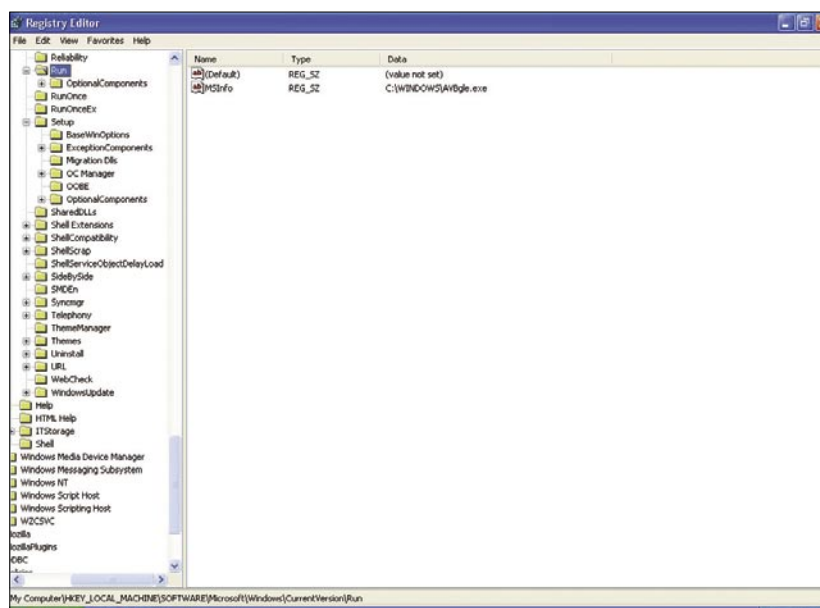 Registry Editor
File Edit View Favorites Help
Reliability
Run
OptionalComponents
RunOnce
RunOnceEx
Setup
BaseWinOptions
ExceptionComponents
Migration Dlls
OC Manager
OOBE
OptionalComponents
SharedDLLs
Shell Extensions
ShellCompatibility
ShellScrap
ShellServiceObjectDelayLoad
SideBySide
SMDEn
Syncmgr
Telephony
ThemeManager
Themes
Uninstall
URL
WebCheck
WindowsUpdate
Help
HTML Help
ITStorage
Shell
Windows Media Device Manager
Windows Messaging Subsystem
Windows NT
Windows Script Host
Windows Scripting Host
WZCSVC
ozilla
ozillaPlugins
DBC
Name Type Data
(Default) REG_SZ (value not set)
MSInfo REG_SZ C:\WINDOWS\AVBgle.exe
My Computer\HKEY_LOCAL_MACHINE\SOFTWARE\Microsoft\Windows\CurrentVersion\Run